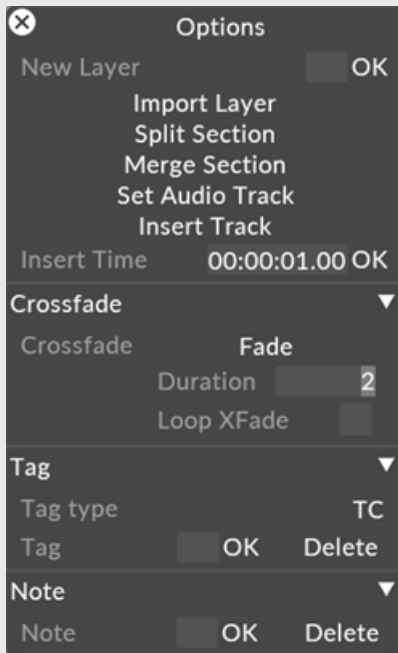 Options
New Layer OK
Import Layer
Split Section
Merge Section
Set Audio Track
Insert Track
Insert Time 00:00:01.00 OK
Crossfade
Crossfade Fade
Duration 2
Loop XFade
Tag
Tag type TC
Tag OK Delete
Note
Note OK Delete